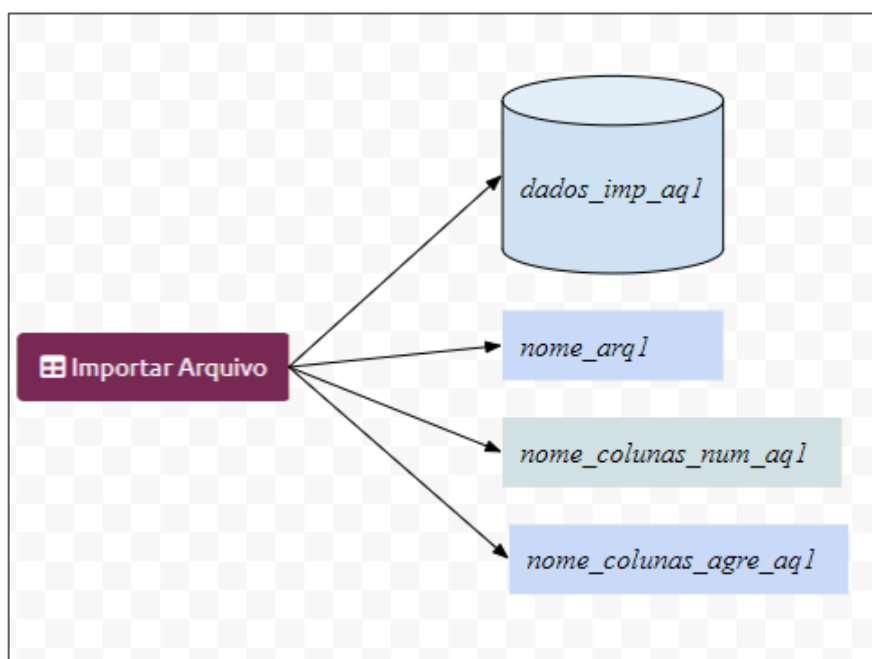 dados_imp_aq1
nome_arq1
Importar Arquivo
nome_colunas_num_aq1
nome_colunas_agre_aq1